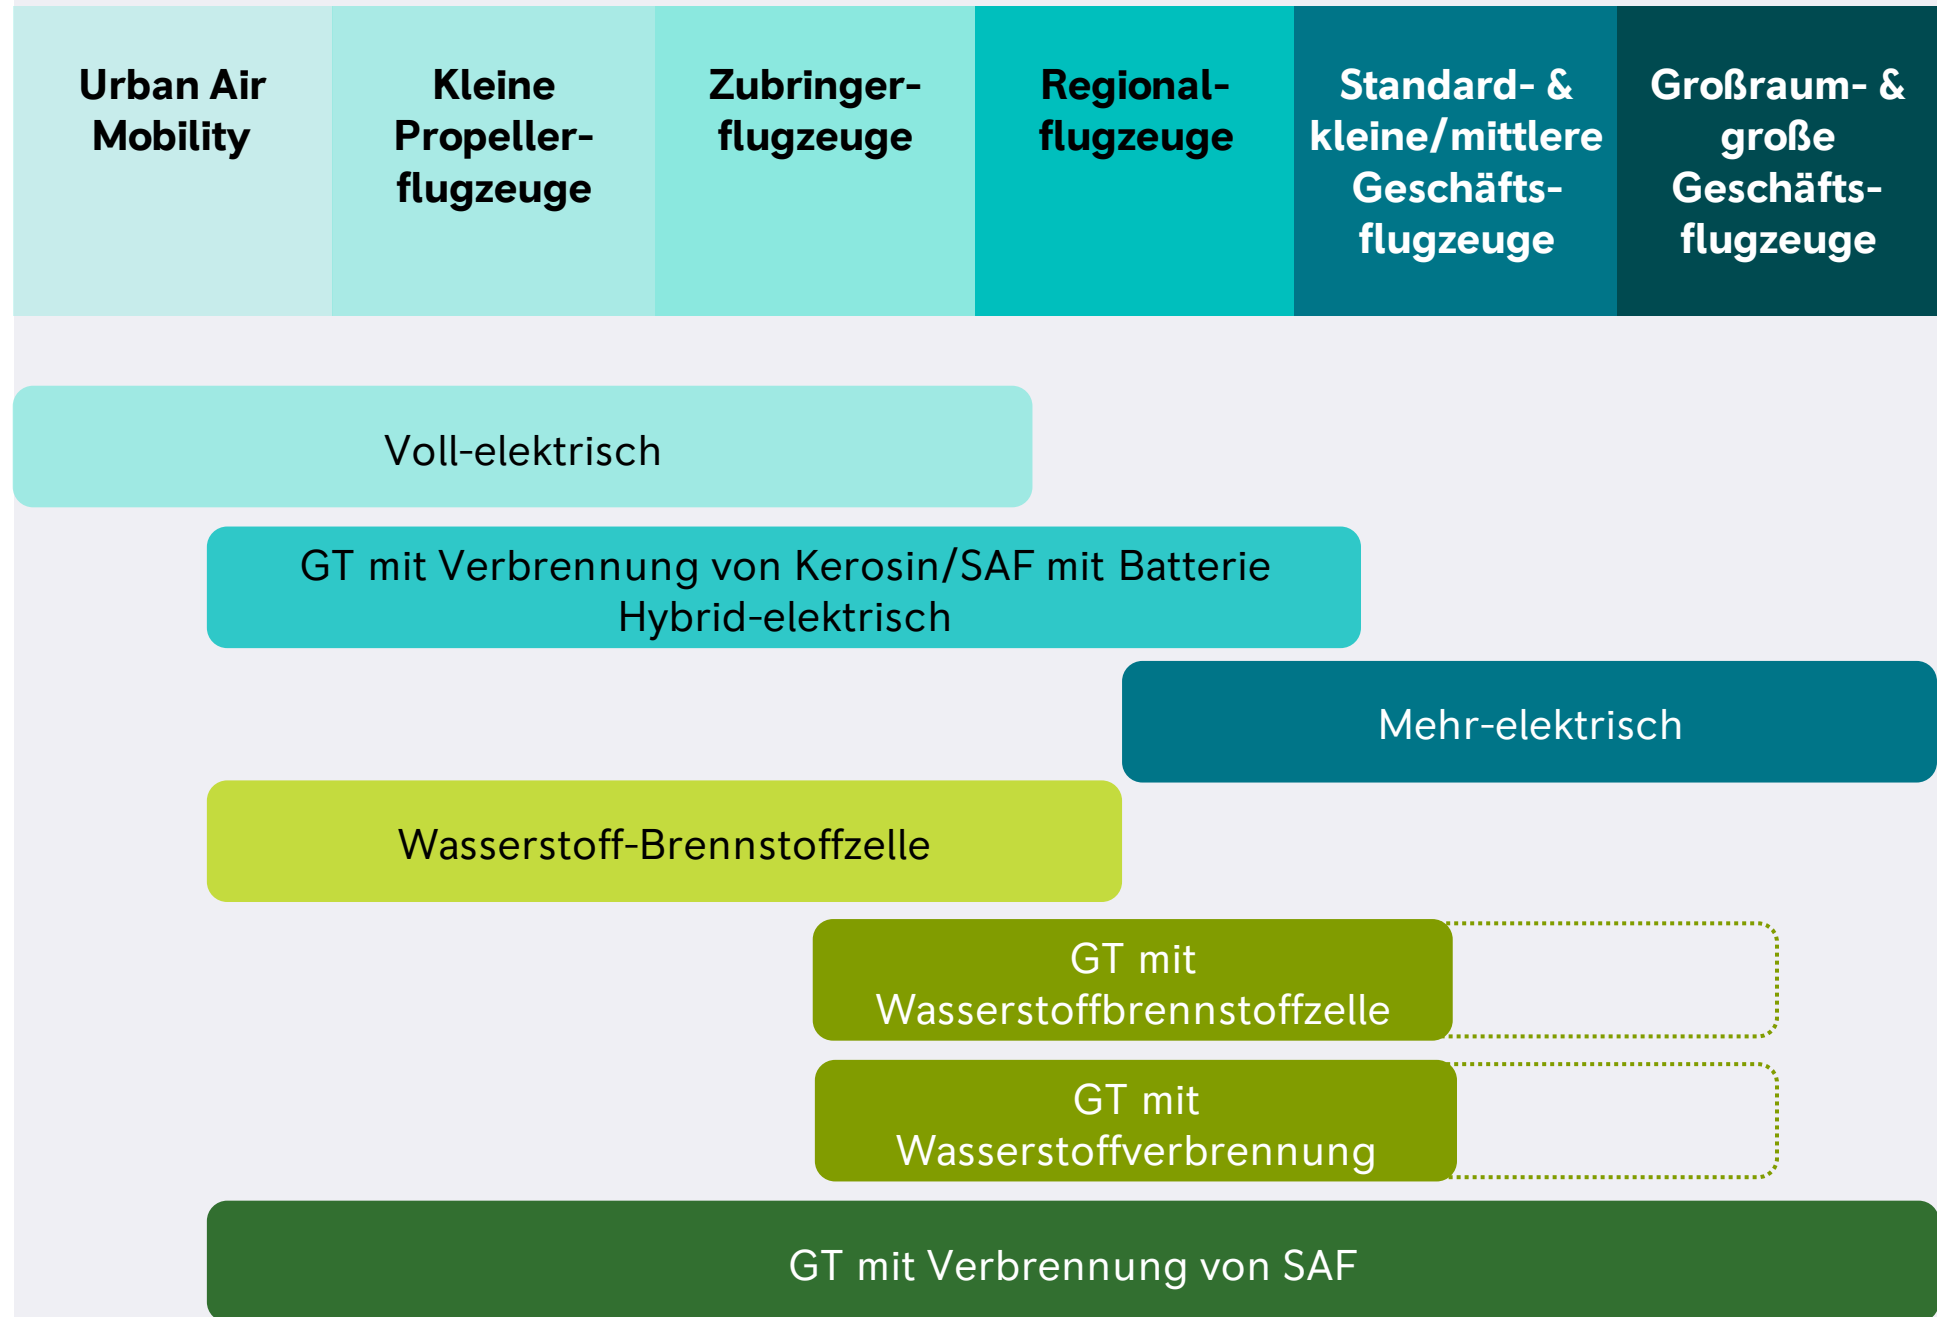 Urban Air
Mobility
Kleine
Propeller-
flugzeuge
Zubringer-
flugzeuge
Regional-
flugzeuge
Standard- &
kleine/mittlere
Geschäfts-
flugzeuge
Großraum- &
große
Geschäfts-
flugzeuge
Voll-elektrisch
GT mit Verbrennung von Kerosin/SAF mit Batterie
Hybrid-elektrisch
Mehr-elektrisch
Wasserstoff-Brennstoffzelle
GT mit
Wasserstoffbrennstoffzelle
GT mit
Wasserstoffverbrennung
GT mit Verbrennung von SAF